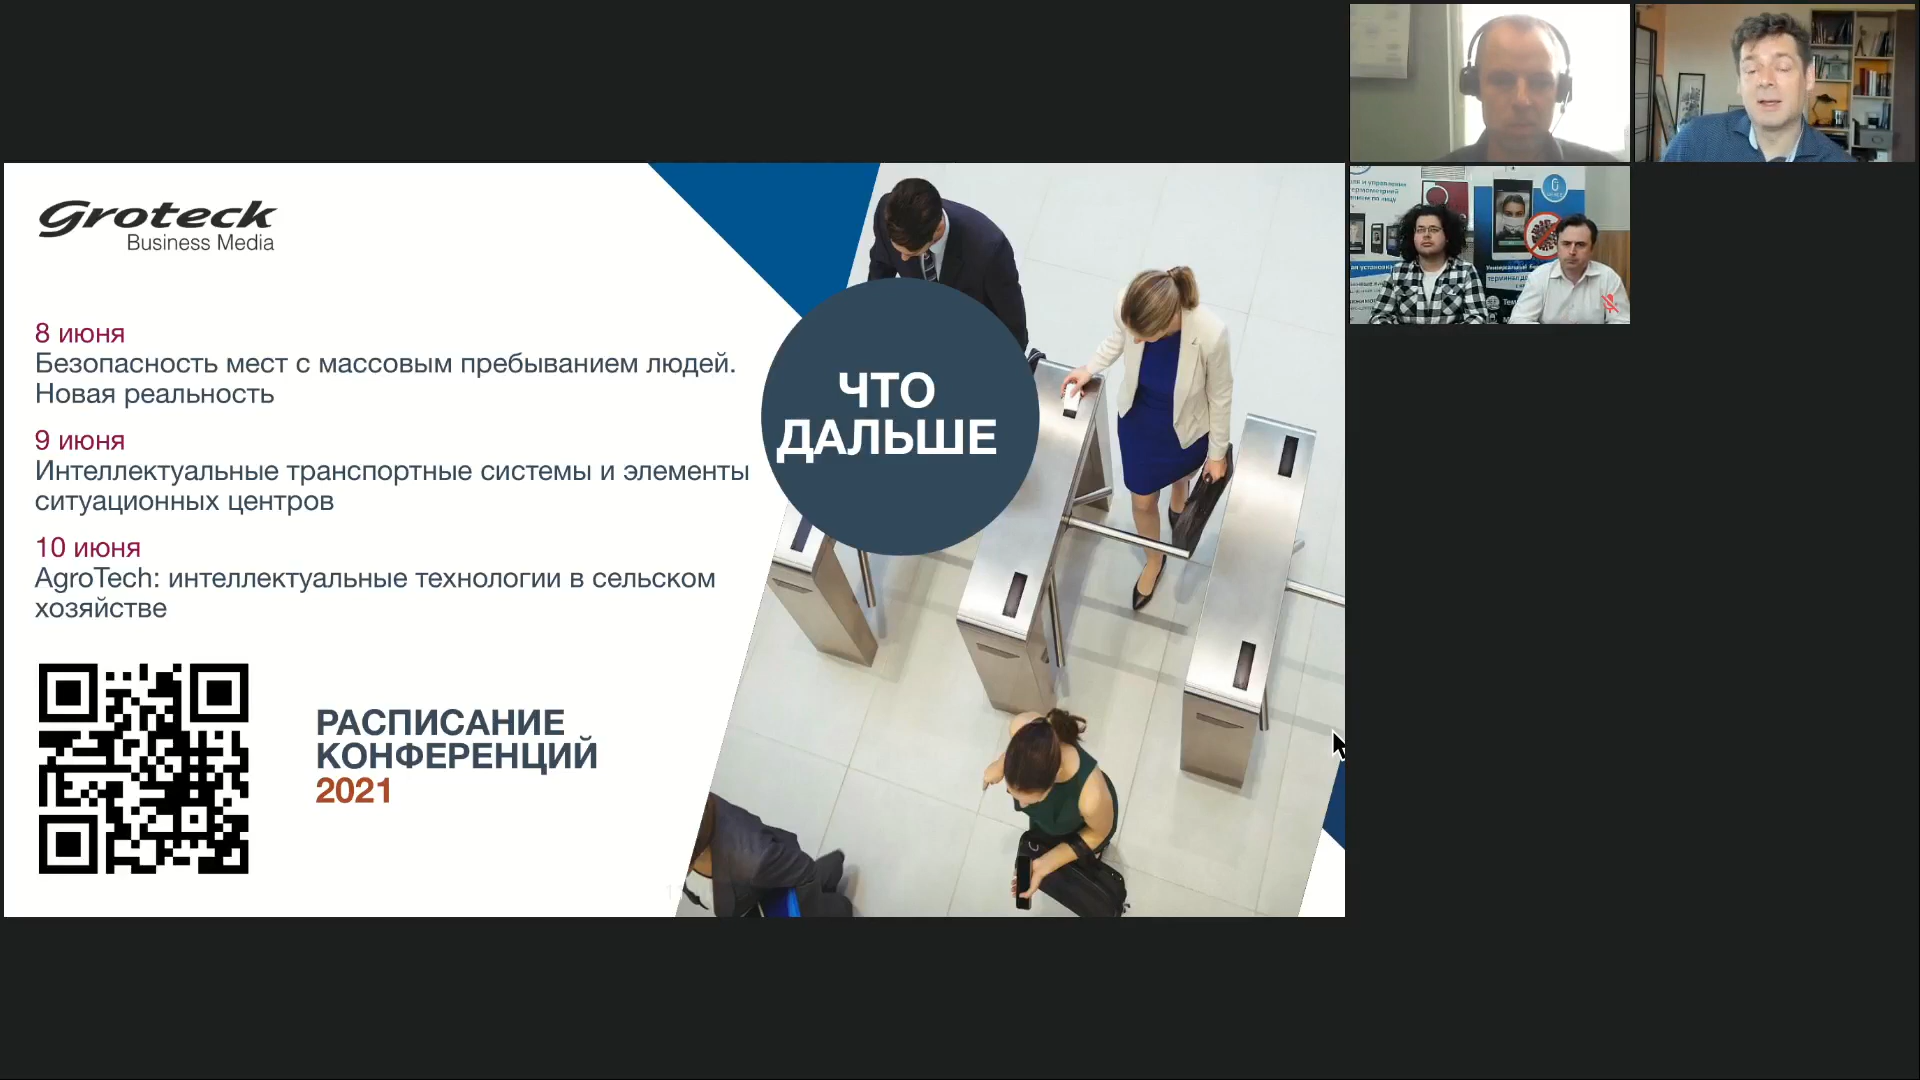 Groteck
Business Media
8 июня
Безопасность мест с массовым пребыванием людей.
Новая реальность
9 июня
Интеллектуальные транспортные системы и элементы
ситуационных центров
10 июня
AgroTech: интеллектуальные технологии в сельском
хозяйстве
ЧТО
ДАЛЬШЕ
РАСПИСАНИЕ
КОНФЕРЕНЦИЙ
2021